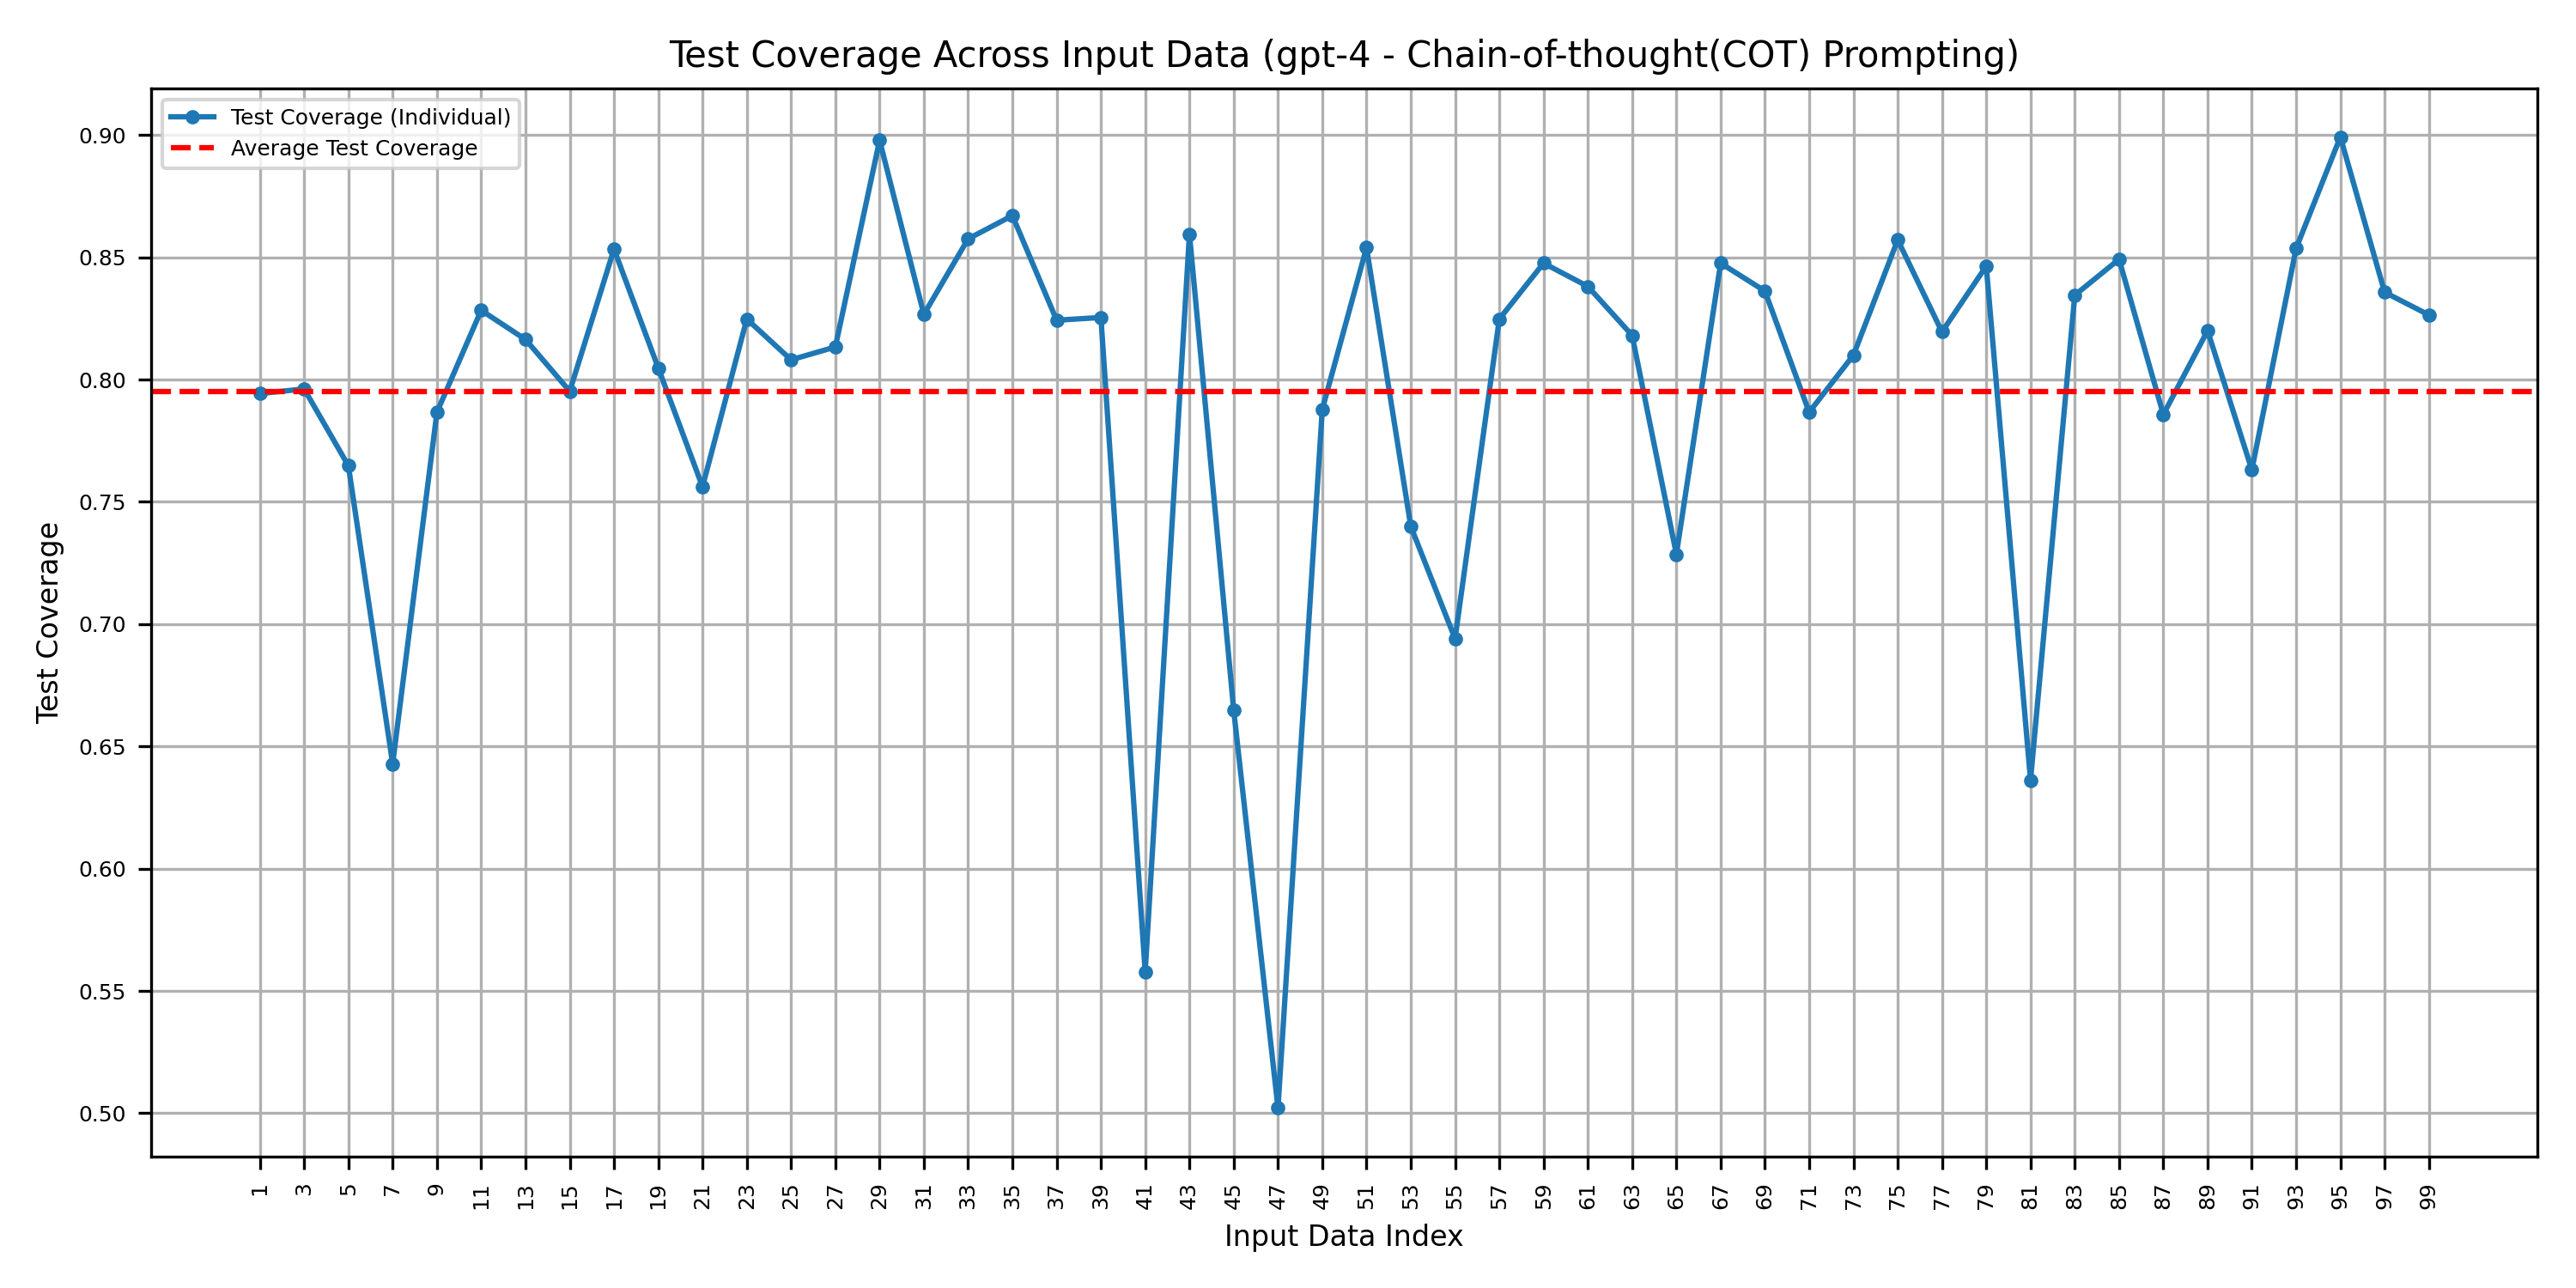 Test Coverage Across Input Data (gpt-4 - Chain-of-thought(COT) Prompting)
Test Coverage (Individual)
Average Test Coverage
0.90
0.85
0.80
0.75
0.70
0.65
0.60
0.55
0.50
Test Coverage
1 3 5 7 9 11 13 15 17 19 21 23 25 27 29 31 33 35 37 39 41 43 45 47 49 51 53 55 57 59 61 63 65 67 69 71 73 75 77 79 81 83 85 87 89 91 93 95 97 99
Input Data Index